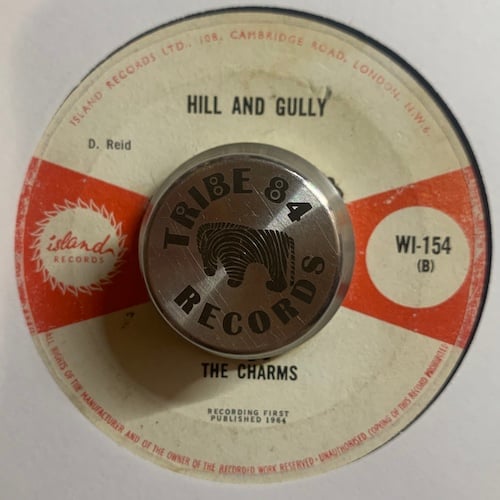 ISLAND RECORDS LTD., 108, CAMBRIDGE ROAD, LONDON, N.W.6.
HILL AND GULLY
D. Reid
TRIBE 84
RECORDS
island
RECORDS
WI-154
(B)
THE CHARMS
RECORDING FIRST
PUBLISHED 1964
ALL RIGHTS OF THE MANUFACTURER AND OF THE OWNER OF THE RECORDED WORK RESERVED · UNAUTHORISED COPYING OF THIS RECORD PROHIBITED